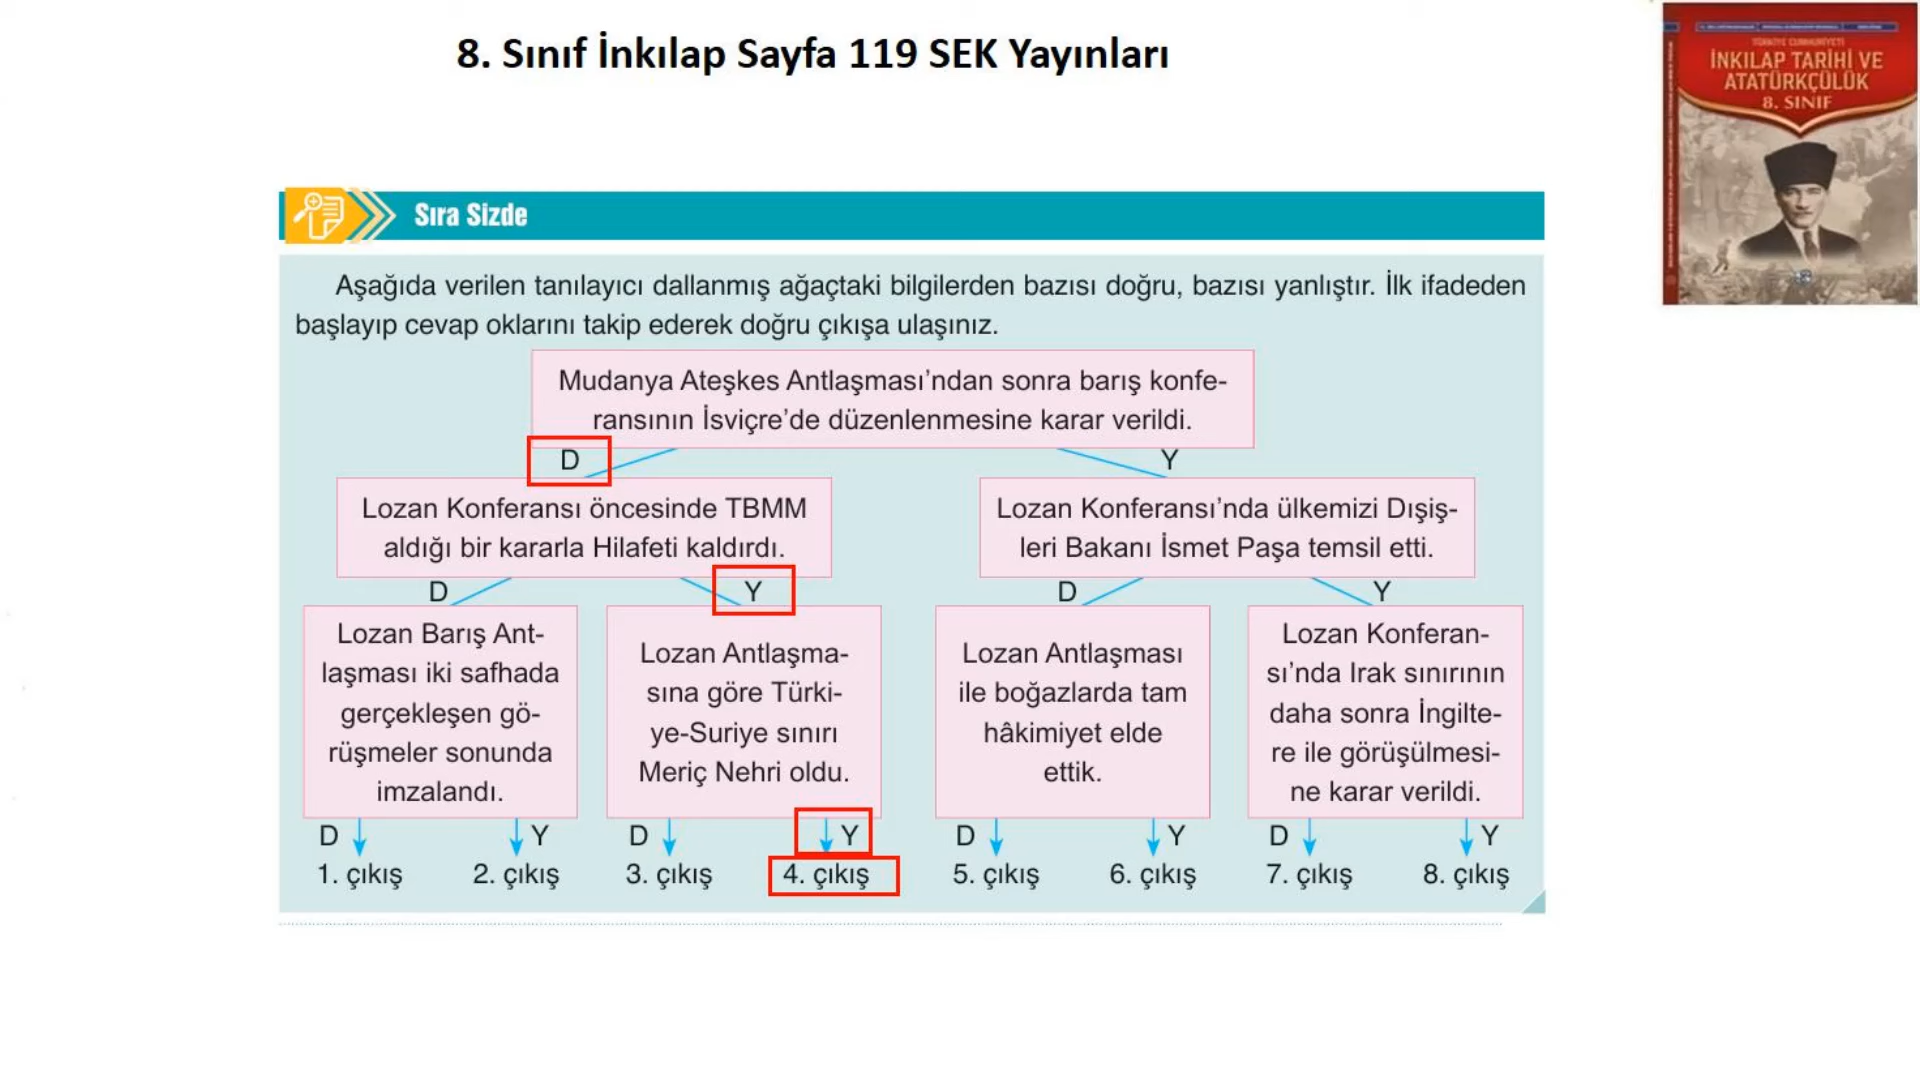 8. Sınıf İnkılap Sayfa 119 SEK Yayınları
TÜRKİYE CUMHURİYETİ
İNKILAP TARİHİ VE
ATATÜRKÇÜLÜK
8. SINIF
Sıra Sizde
Aşağıda verilen tanılayıcı dallanmış ağaçtaki bilgilerden bazısı doğru, bazısı yanlıştır. İlk ifadeden
başlayıp cevap oklarını takip ederek doğru çıkışa ulaşınız.
Mudanya Ateşkes Antlaşması’ndan sonra barış konfe-
ransının İsviçre’de düzenlenmesine karar verildi.
D
Y
Lozan Konferansı öncesinde TBMM
aldığı bir kararla Hilafeti kaldırdı.
Lozan Konferansı’nda ülkemizi Dışiş-
leri Bakanı İsmet Paşa temsil etti.
D
Y
D
Y
Lozan Barış Ant-
laşması iki safhada
gerçekleşen gö-
rüşmeler sonunda
imzalandı.
Lozan Antlaşma-
sına göre Türki-
ye-Suriye sınırı
Meriç Nehri oldu.
Lozan Antlaşması
ile boğazlarda tam
hâkimiyet elde
ettik.
Lozan Konferan-
sı’nda Irak sınırının
daha sonra İngilte-
re ile görüşülmesi-
ne karar verildi.
D
Y
D
Y
D
Y
D
Y
1. çıkış
2. çıkış
3. çıkış
4. çıkış
5. çıkış
6. çıkış
7. çıkış
8. çıkış